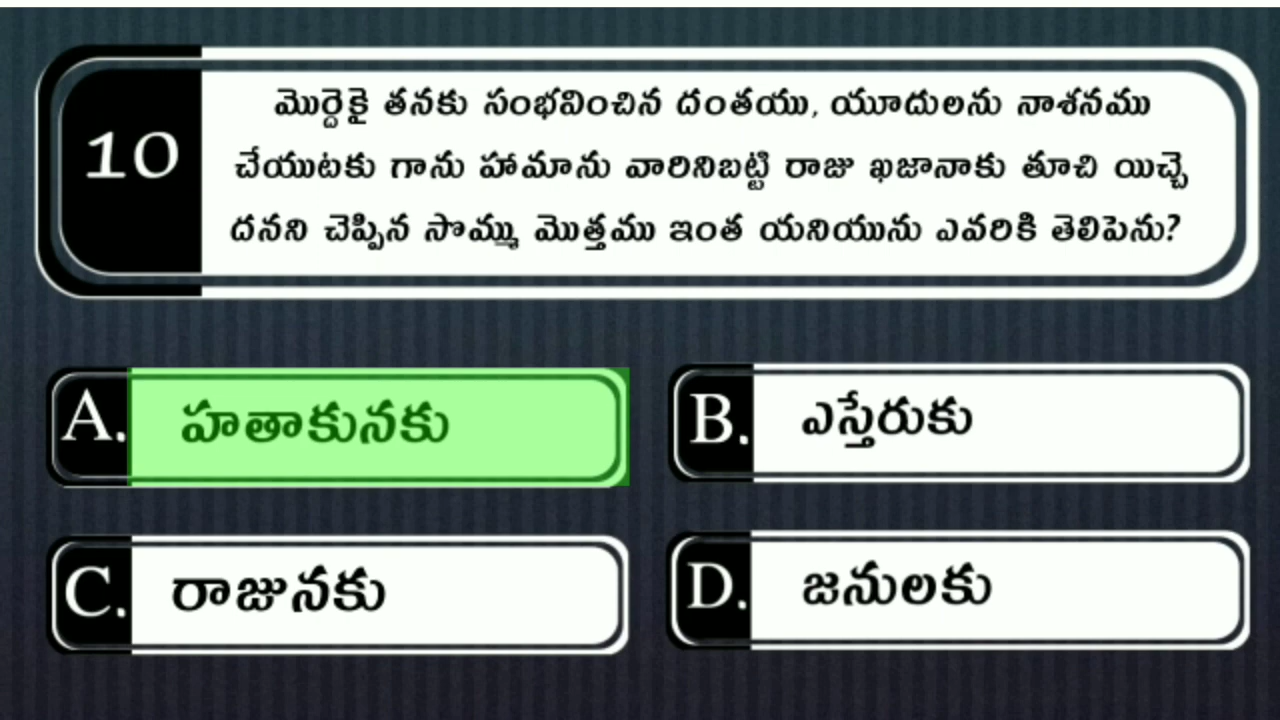 10
మొర్దెకై తనకు సంభవించిన దంతయు, యూదులను నాశనము
చేయుటకు గాను హామాను వారినిబట్టి రాజు ఖజానాకు తూచి యిచ్చె
దనని చెప్పిన సొమ్ము మొత్తము ఇంత యనియును ఎవరికి తెలిపెను?
A. హతాకునకు
B. ఎస్తేరుకు
C. రాజునకు
D. జనులకు